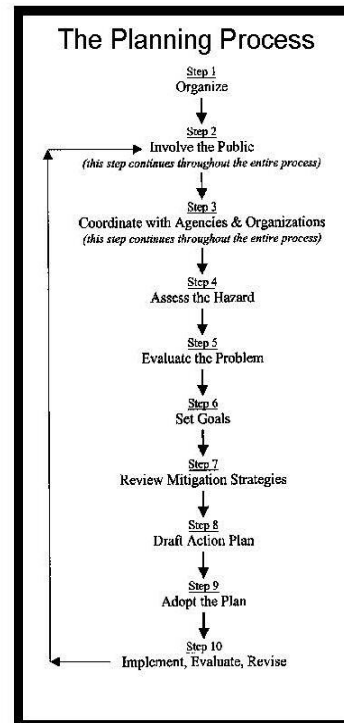 The Planning Process
Step 1
Organize
Step 2
Involve the Public
(this step continues throughout the entire process)
Step 3
Coordinate with Agencies & Organizations
(this step continues throughout the entire process)
Step 4
Assess the Hazard
Step 5
Evaluate the Problem
Step 6
Set Goals
Step 7
Review Mitigation Strategies
Step 8
Draft Action Plan
Step 9
Adopt the Plan
Step 10
Implement, Evaluate, Revise